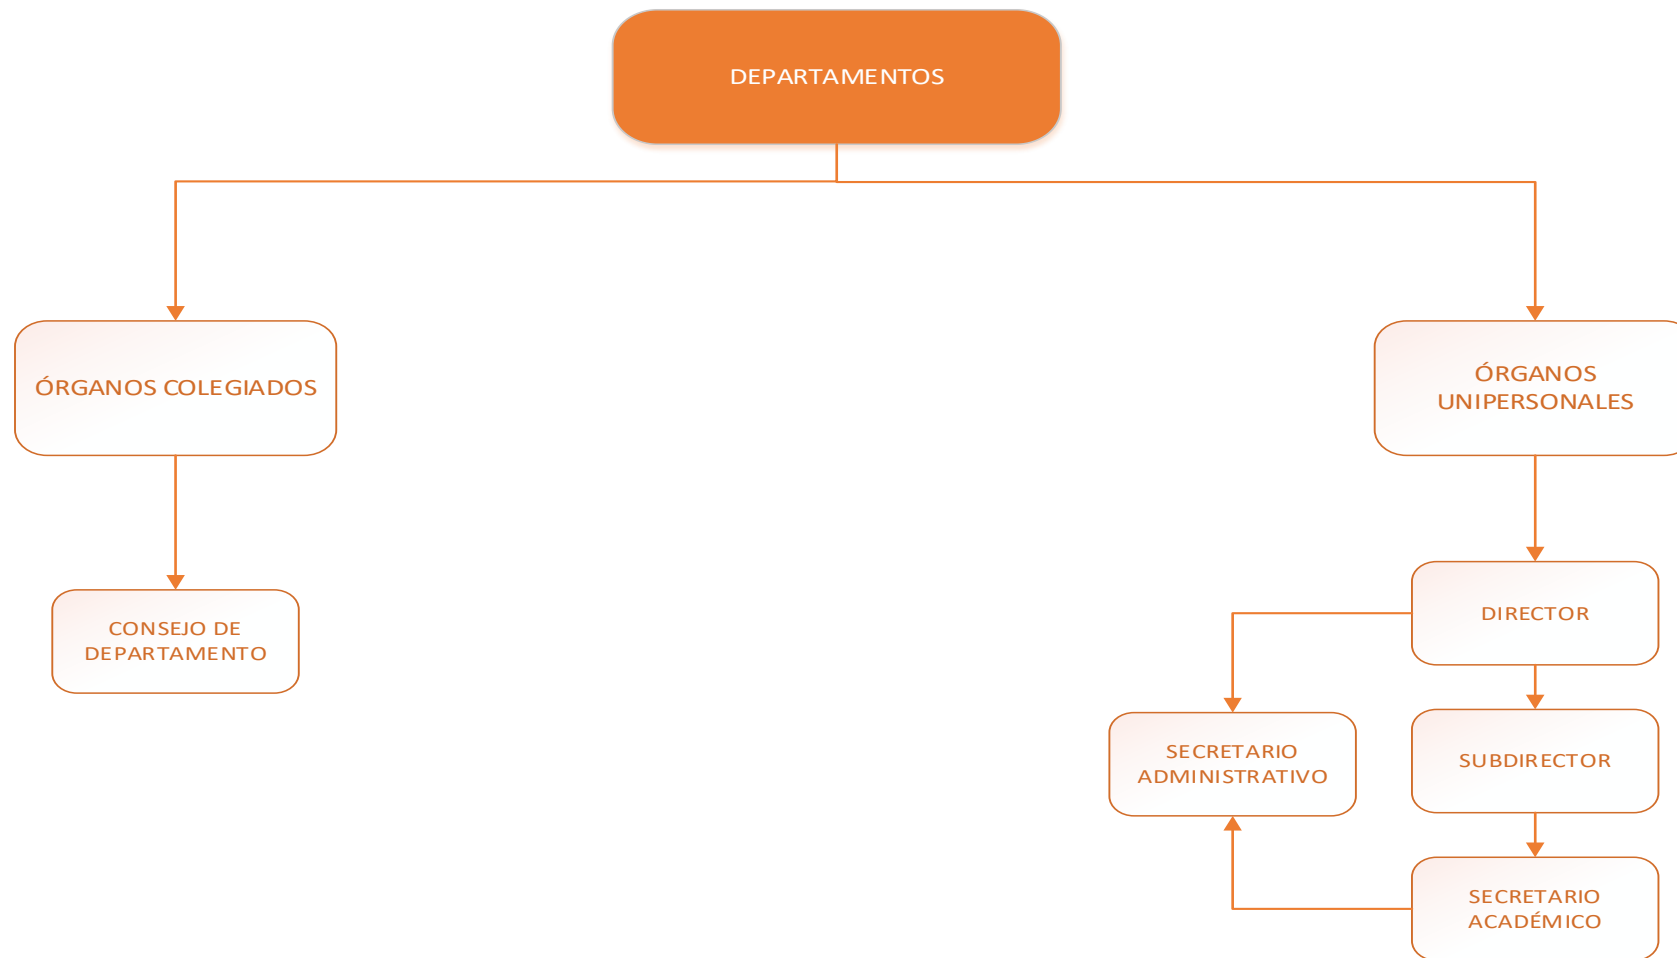 DEPARTAMENTOS
ÓRGANOS COLEGIADOS
ÓRGANOS
UNIPERSONALES
CONSEJO DE
DEPARTAMENTO
DIRECTOR
SECRETARIO
ADMINISTRATIVO
SUBDIRECTOR
SECRETARIO
ACADÉMICO